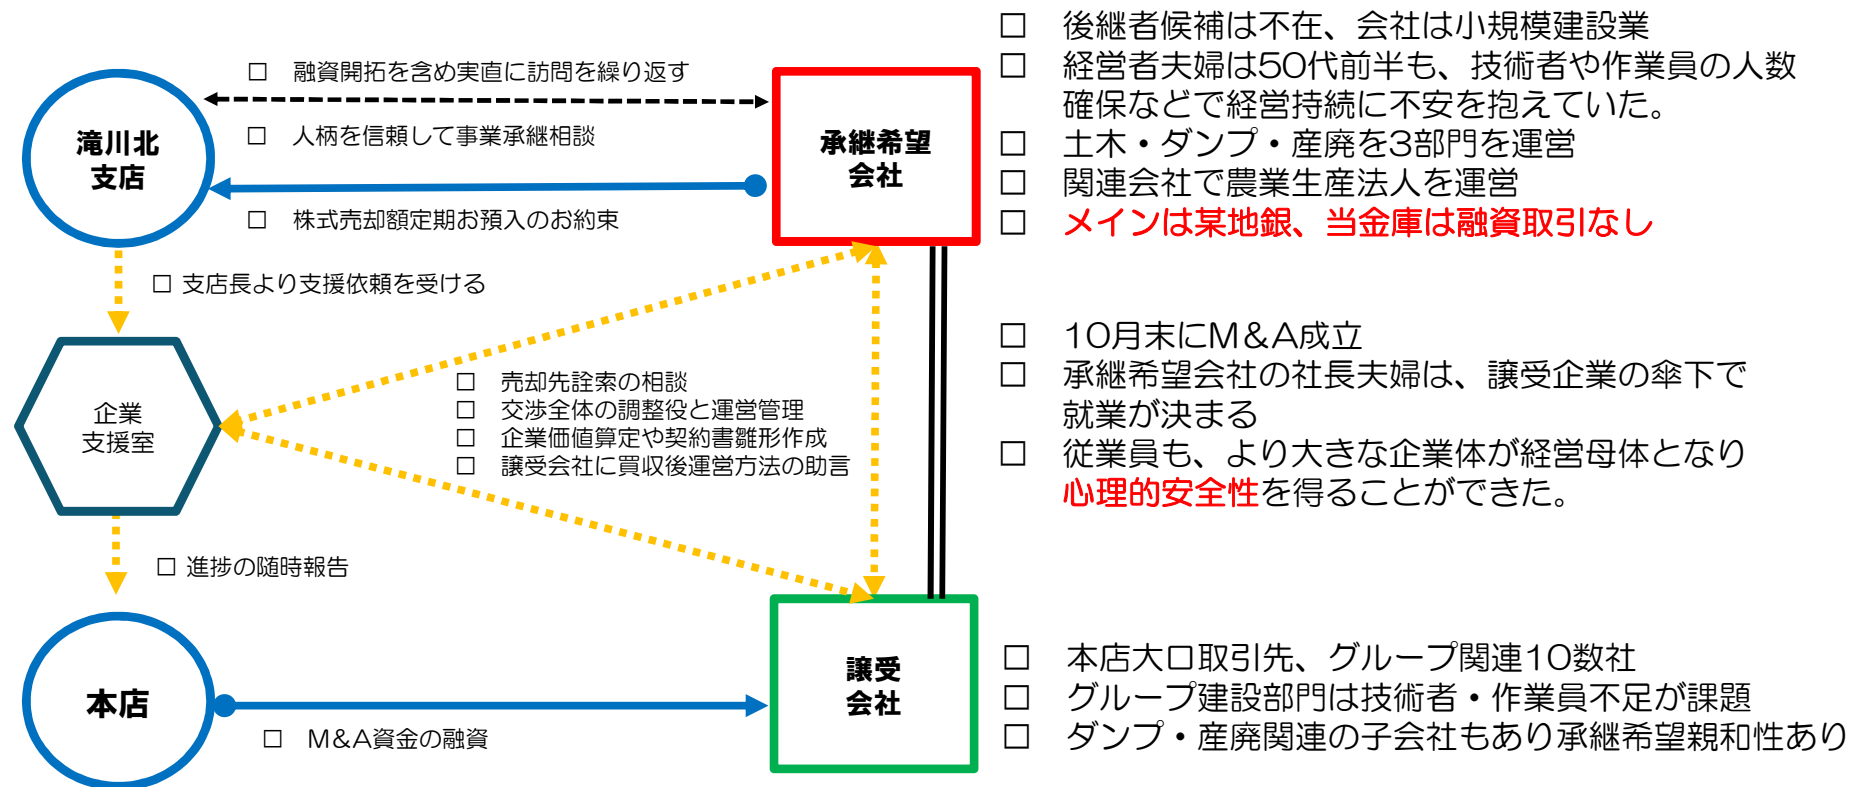 □ 融資開拓を含め実直に訪問を繰り返す
□ 人柄を信頼して事業承継相談
□ 株式売却額定期お預入のお約束
滝川北
支店
承継希望
会社
□ 後継者候補は不在、会社は小規模建設業
□ 経営者夫婦は50代前半も、技術者や作業員の人数
確保などで経営持続に不安を抱えていた。
□ 土木・ダンプ・産廃を3部門を運営
□ 関連会社で農業生産法人を運営
□ メインは某地銀、当金庫は融資取引なし
□ 支店長より支援依頼を受ける
企業
支援室
□ 売却先詮索の相談
□ 交渉全体の調整役と運営管理
□ 企業価値算定や契約書雛形作成
□ 譲受会社に買収後運営方法の助言
□ 10月末にM&A成立
□ 承継希望会社の社長夫婦は、譲受企業の傘下で
就業が決まる
□ 従業員も、より大きな企業体が経営母体となり
心理的安全性を得ることができた。
□ 進捗の随時報告
本店
□ M&A資金の融資
譲受
会社
□ 本店大口取引先、グループ関連10数社
□ グループ建設部門は技術者・作業員不足が課題
□ ダンプ・産廃関連の子会社もあり承継希望親和性あり